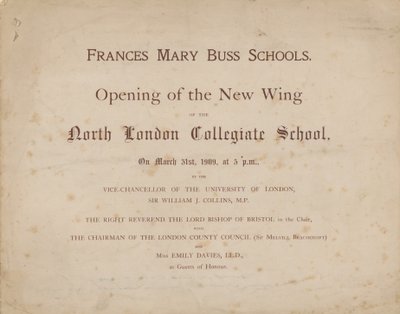 FRANCES MARY BUSS SCHOOLS.
Opening of the New Wing
OF THE
North London Collegiate School.
On March 31st, 1909, at 5 p.m.,
BY THE
VICE-CHANCELLOR OF THE UNIVERSITY OF LONDON,
SIR WILLIAM J. COLLINS, M.P.
THE RIGHT REVEREND THE LORD BISHOP OF BRISTOL in the Chair,
WITH
THE CHAIRMAN OF THE LONDON COUNTY COUNCIL (Sir Melvill Beachcroft)
AND
Miss EMILY DAVIES, LL.D.,
as Guests of Honour.